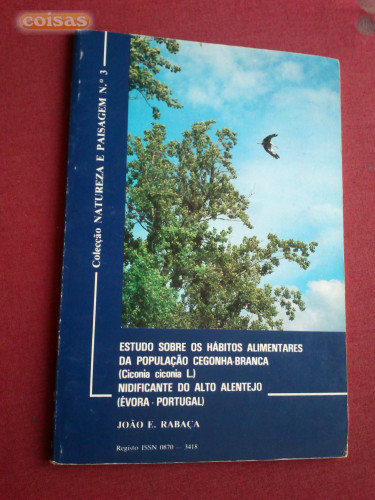 coisas
Colecção NATUREZA E PAISAGEM N.º 3
ESTUDO SOBRE OS HÁBITOS ALIMENTARES
DA POPULAÇÃO CEGONHA-BRANCA
(Ciconia ciconia L.)
NIDIFICANTE DO ALTO ALENTEJO
(ÉVORA - PORTUGAL)
JOÃO E. RABAÇA
Registo ISSN 0870 — 3418